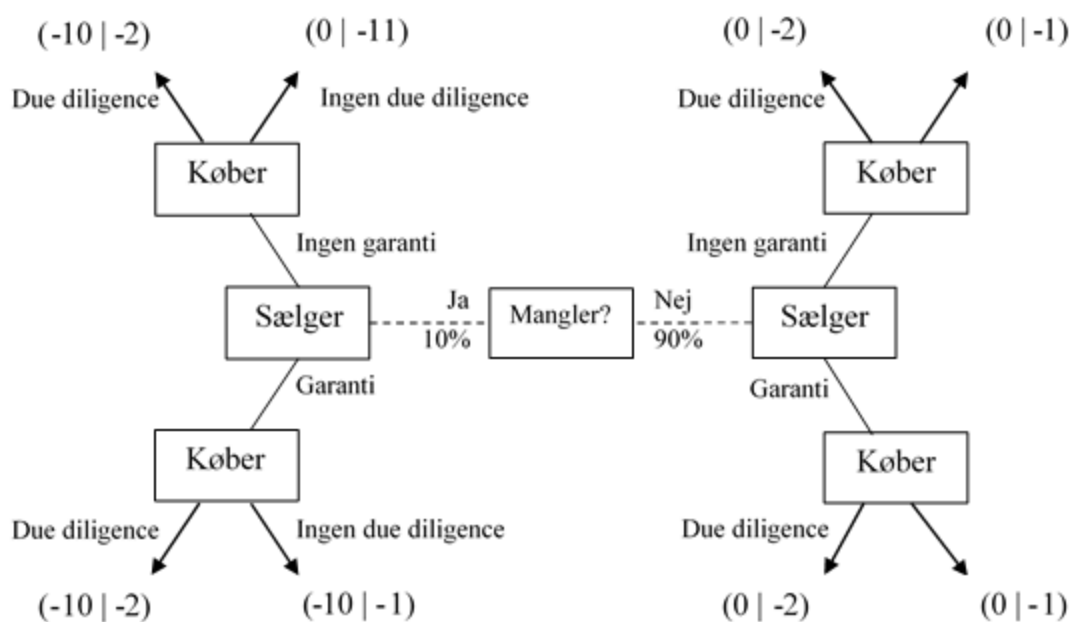 (-10 | -2) (0 | -11) (0 | -2) (0 | -1)
Due diligence Ingen due diligence Due diligence
Køber Køber
Ingen garanti Ingen garanti
Sælger Ja Mangler? Nej Sælger
10% 90%
Garanti Garanti
Køber Køber
Due diligence Ingen due diligence Due diligence
(-10 | -2) (-10 | -1) (0 | -2) (0 | -1)